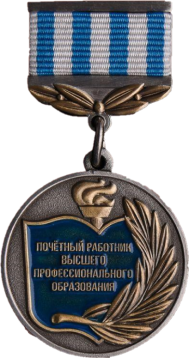 ПОЧЁТНЫЙ РАБОТНИК
ВЫСШЕГО
ПРОФЕССИОНАЛЬНОГО
ОБРАЗОВАНИЯ